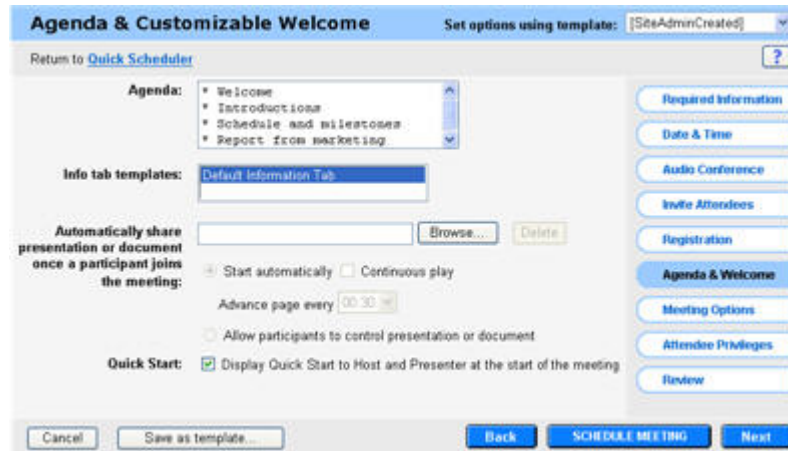 Agenda & Customizable Welcome
Set options using template: [SiteAdminCreated]
Return to Quick Scheduler
?
Agenda:
* Welcome
* Introductions
* Schedule and milestones
* Report from marketing
Info tab templates:
Default Information Tab
Automatically share
presentation or document
once a participant joins
the meeting:
Browse...
Delete
Start automatically
Continuous play
Advance page every 00:30
Allow participants to control presentation or document
Quick Start:
Display Quick Start to Host and Presenter at the start of the meeting
Required Information
Date & Time
Audio Conference
Invite Attendees
Registration
Agenda & Welcome
Meeting Options
Attendee Privileges
Review
Cancel
Save as template...
Back
SCHEDULE MEETING
Next